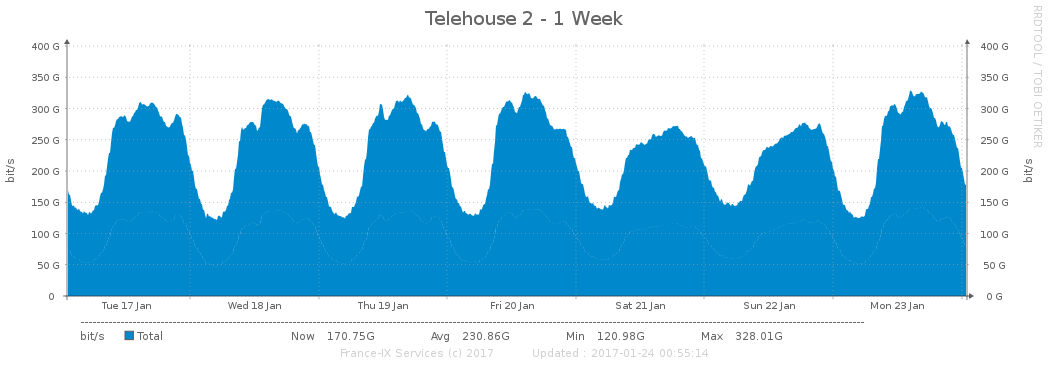 Telehouse 2 - 1 Week
RRDTOOL / TOBI OETIKER
400 G 400 G
350 G 350 G
300 G 300 G
250 G 250 G
200 G 200 G
150 G 150 G
100 G 100 G
50 G 50 G
0 0 G
bit/s bit/s
Tue 17 Jan Wed 18 Jan Thu 19 Jan Fri 20 Jan Sat 21 Jan Sun 22 Jan Mon 23 Jan
bit/s Total Now 170.75G Avg 230.86G Min 120.98G Max 328.01G
France-IX Services (c) 2017 Updated : 2017-01-24 00:55:14